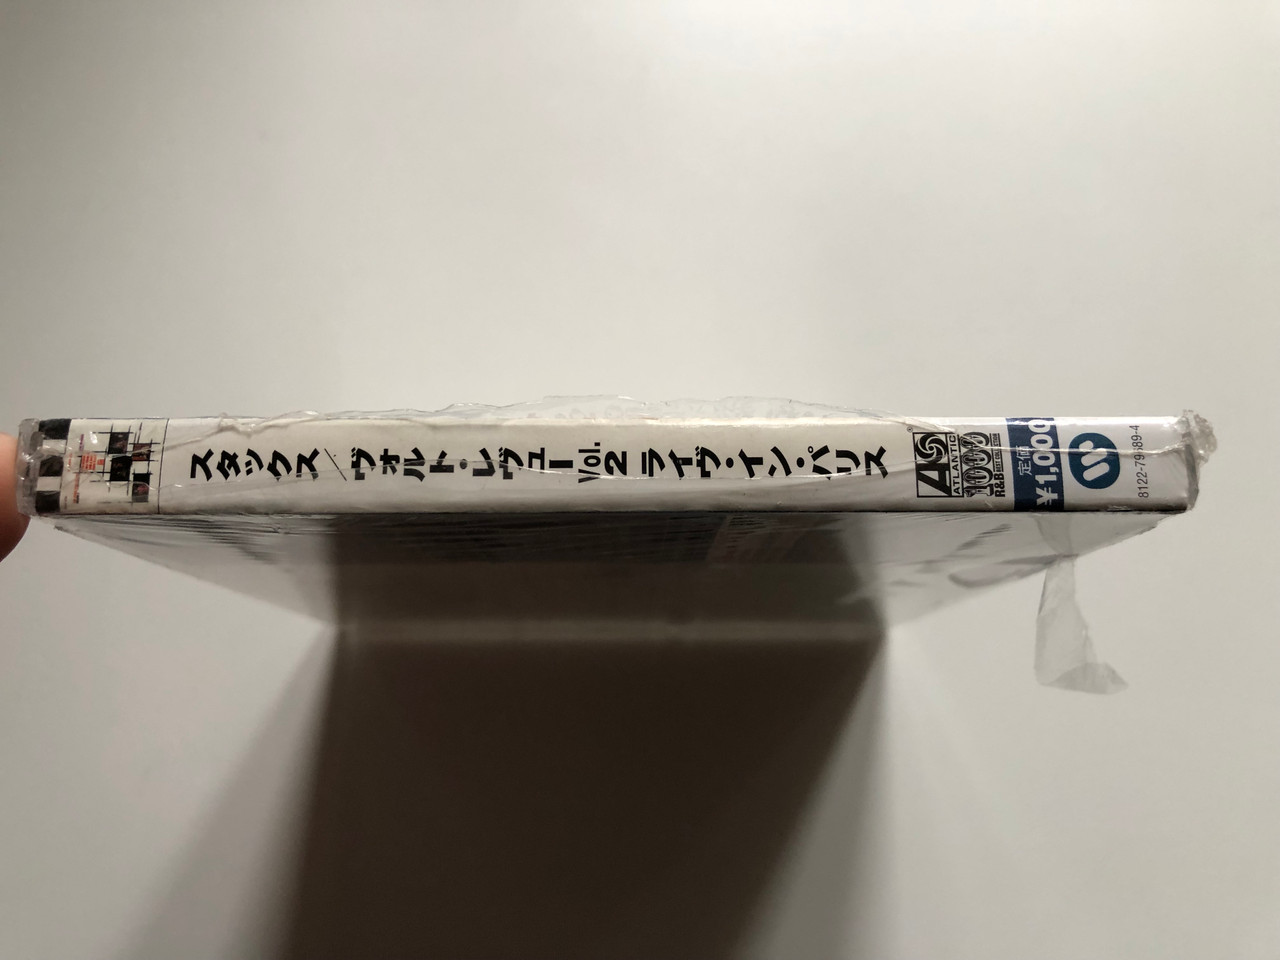 スタックス/ヴォルト・レヴュー Vol.2 ライヴ・イン・パリス
ATLANTIC
1000
R&B
定価
¥1,000
8122-79689-4